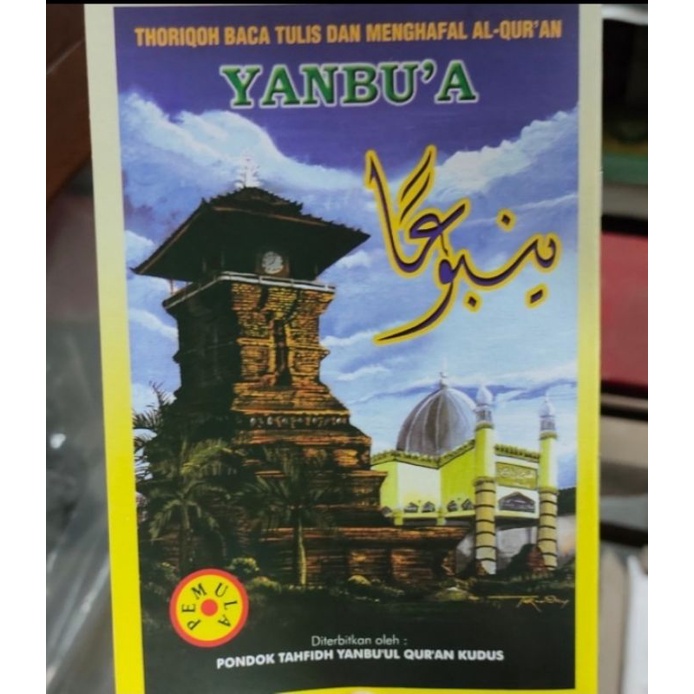 THORIQOH BACA TULIS DAN MENGHAFAL AL-QUR'AN
YANBU'A
ينبوعا
PEMULA
Diterbitkan oleh :
PONDOK TAHFIDH YANBU'UL QUR'AN KUDUS